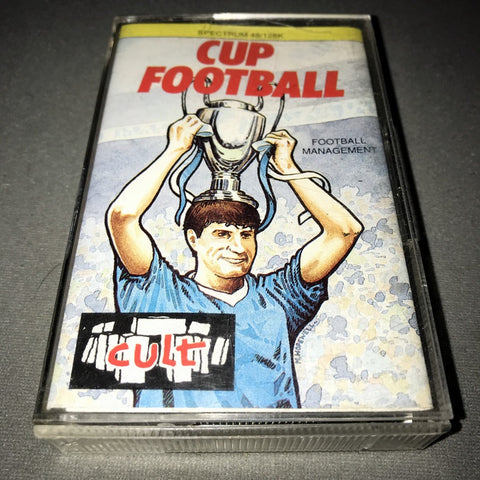 SPECTRUM 48/128K
CUP
FOOTBALL
FOOTBALL
MANAGEMENT
cult